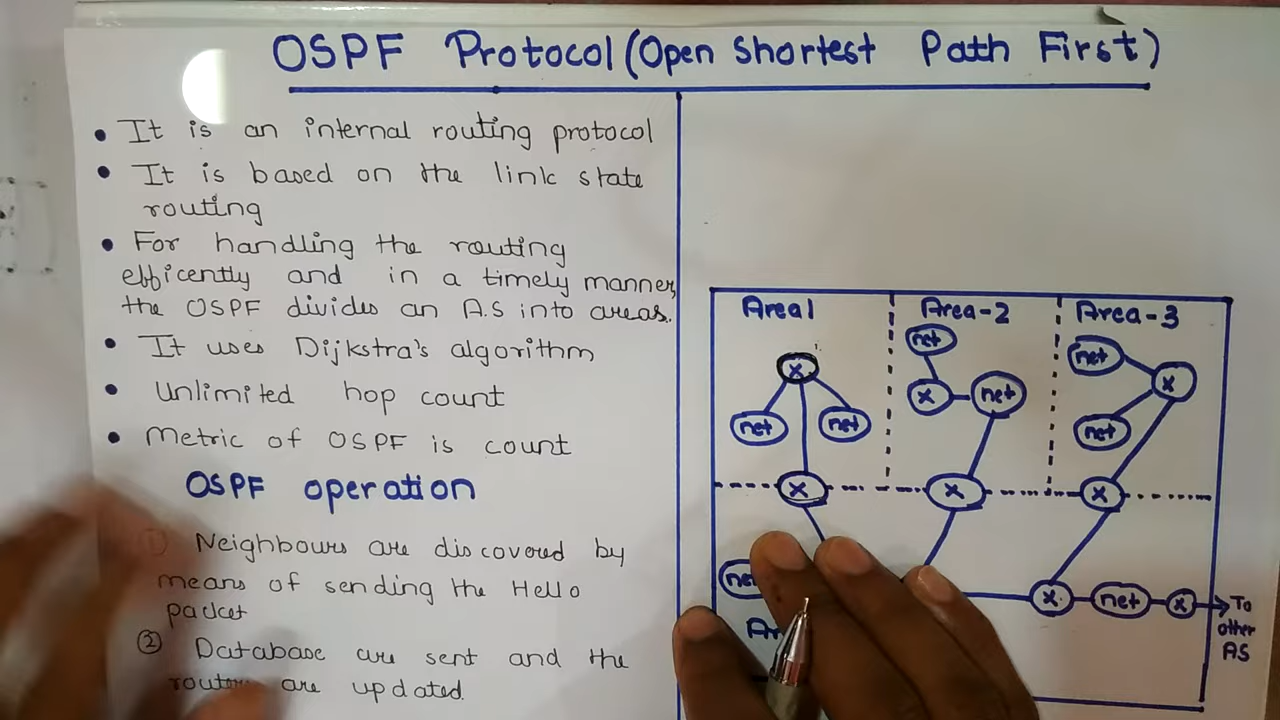 OSPF Protocol (Open Shortest Path First)
• It is an internal routing protocol
• It is based on the link state
routing
• For handling the routing
efficently and in a timely manner,
the OSPF divides an A.S into areas.
• It uses Dijkstra's algorithm
• Unlimited hop count
• Metric of OSPF is count
OSPF operation
① Neighbours are discovered by
means of sending the Hello
packet
② Database are sent and the
routers are updated.
Area1 Area-2 Area-3
net
net
x
x
x net
net net
net
x x x
x net x To
other
AS